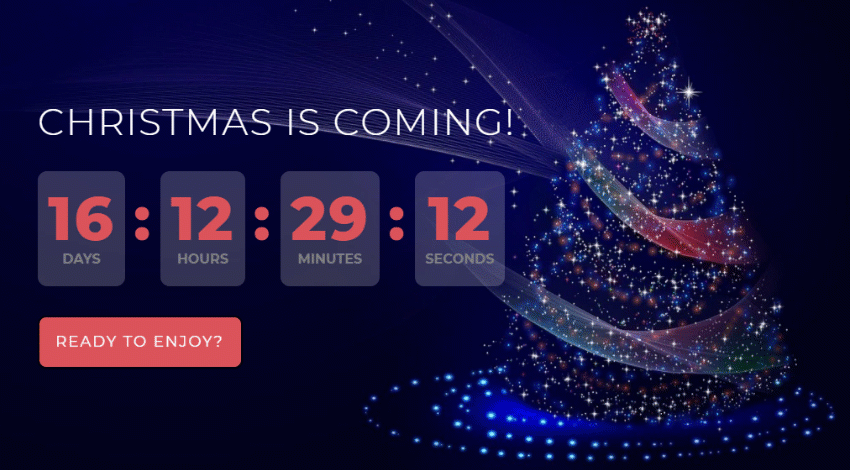 CHRISTMAS IS COMING!
16 : 12 : 29 : 12
DAYS HOURS MINUTES SECONDS
READY TO ENJOY?